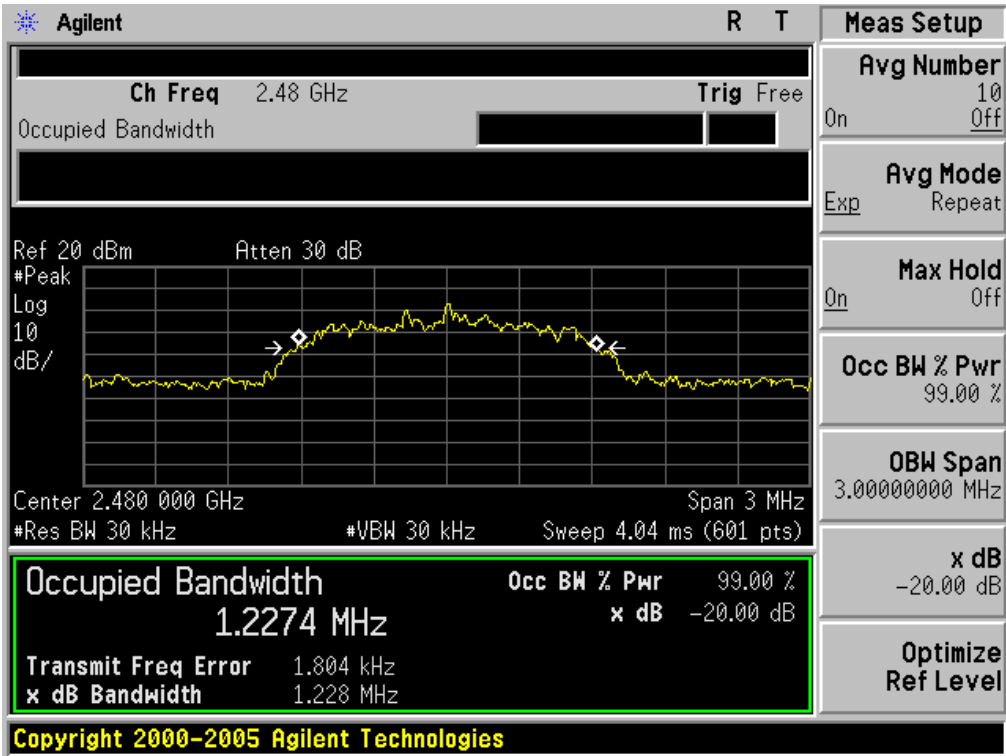 Agilent R T
Ch Freq 2.48 GHz Trig Free
Occupied Bandwidth
Ref 20 dBm Atten 30 dB
#Peak
Log
10
dB/
Center 2.480 000 GHz Span 3 MHz
#Res BW 30 kHz #VBW 30 kHz Sweep 4.04 ms (601 pts)
Occupied Bandwidth Occ BW % Pwr 99.00 %
1.2274 MHz x dB -20.00 dB
Transmit Freq Error 1.804 kHz
x dB Bandwidth 1.228 MHz
Copyright 2000-2005 Agilent Technologies
Meas Setup
Avg Number
10
On Off
Avg Mode
Exp Repeat
Max Hold
On Off
Occ BW % Pwr
99.00 %
OBW Span
3.00000000 MHz
x dB
-20.00 dB
Optimize
Ref Level